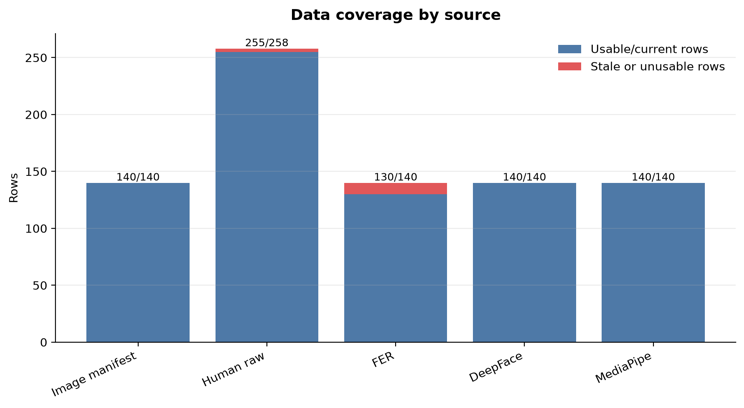 Data coverage by source
Usable/current rows
Stale or unusable rows
Rows
250
200
150
100
50
0
140/140
255/258
130/140
140/140
140/140
Image manifest
Human raw
FER
DeepFace
MediaPipe